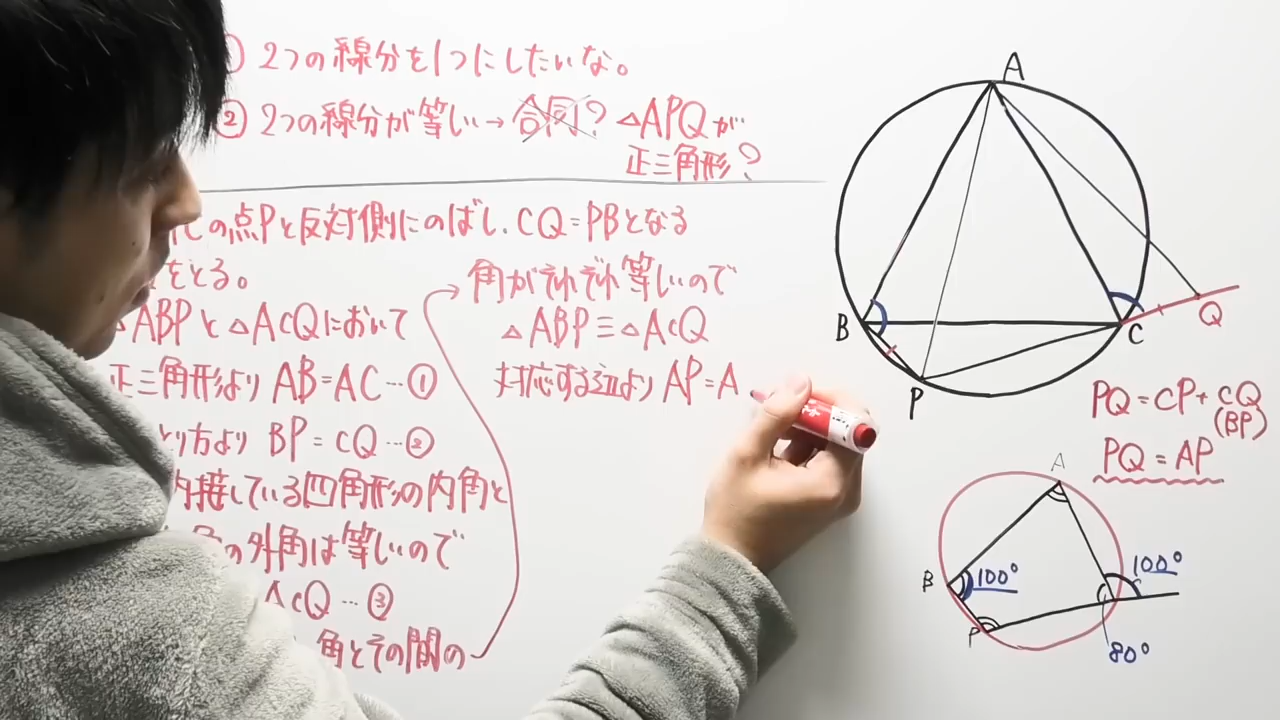 2つの線分を1つにしたいな。
② 2つの線分が等しい→合同? △APQが
正三角形?
の点Pと反対側にのばし、CQ=PBとなる
をとる。
△ABPと△ACQにおいて
正三角形より AB=AC…①
とり方より BP=CQ…②
内接している四角形の内角と
の外角は等しいので
ACQ…③
角とその間の
角がそれぞれ等しいので
△ABP≡△ACQ
対応する辺より AP=A
A
B
C
P
Q
PQ=CP+CQ
(BP)
PQ=AP
A
B
P
100°
100°
80°